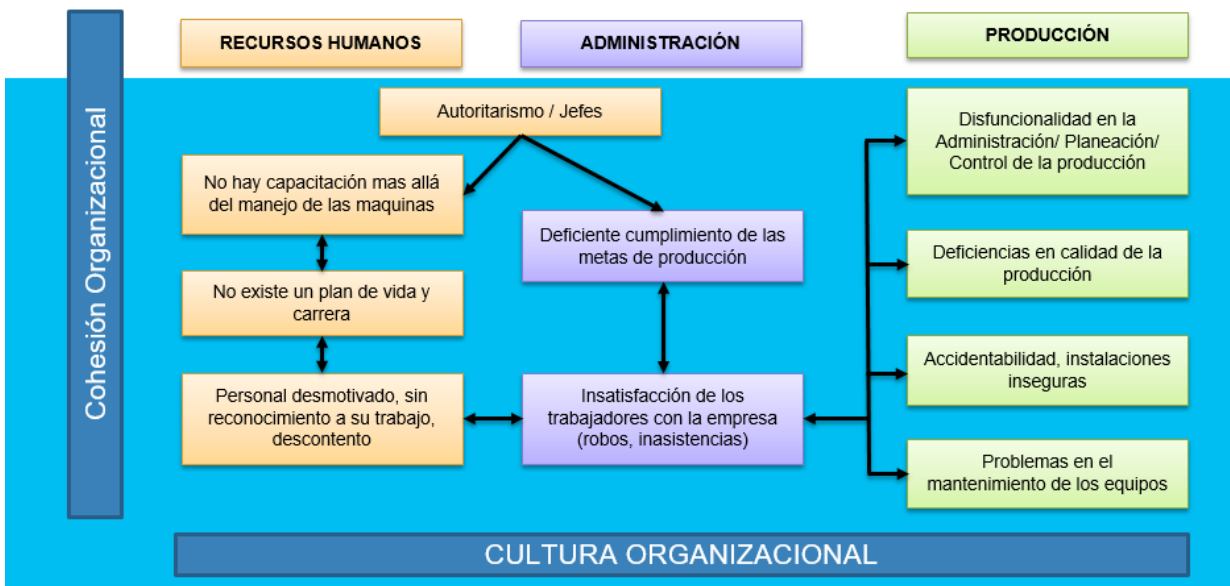 RECURSOS HUMANOS
ADMINISTRACIÓN
PRODUCCIÓN
Cohesión Organizacional
Autoritarismo / Jefes
No hay capacitación mas allá
del manejo de las maquinas
No existe un plan de vida y
carrera
Personal desmotivado, sin
reconocimiento a su trabajo,
descontento
Deficiente cumplimiento de las
metas de producción
Insatisfacción de los
trabajadores con la empresa
(robos, inasistencias)
Disfuncionalidad en la
Administración/ Planeación/
Control de la producción
Deficiencias en calidad de la
producción
Accidentabilidad, instalaciones
inseguras
Problemas en el
mantenimiento de los equipos
CULTURA ORGANIZACIONAL